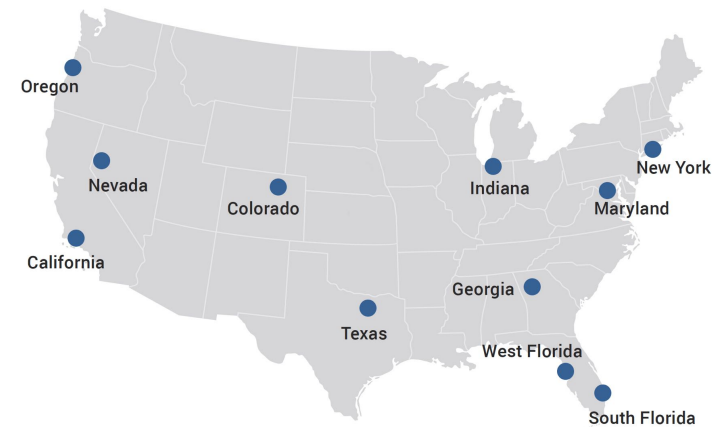 Oregon
New York
Nevada
Indiana
Colorado
Maryland
California
Georgia
Texas
West Florida
South Florida